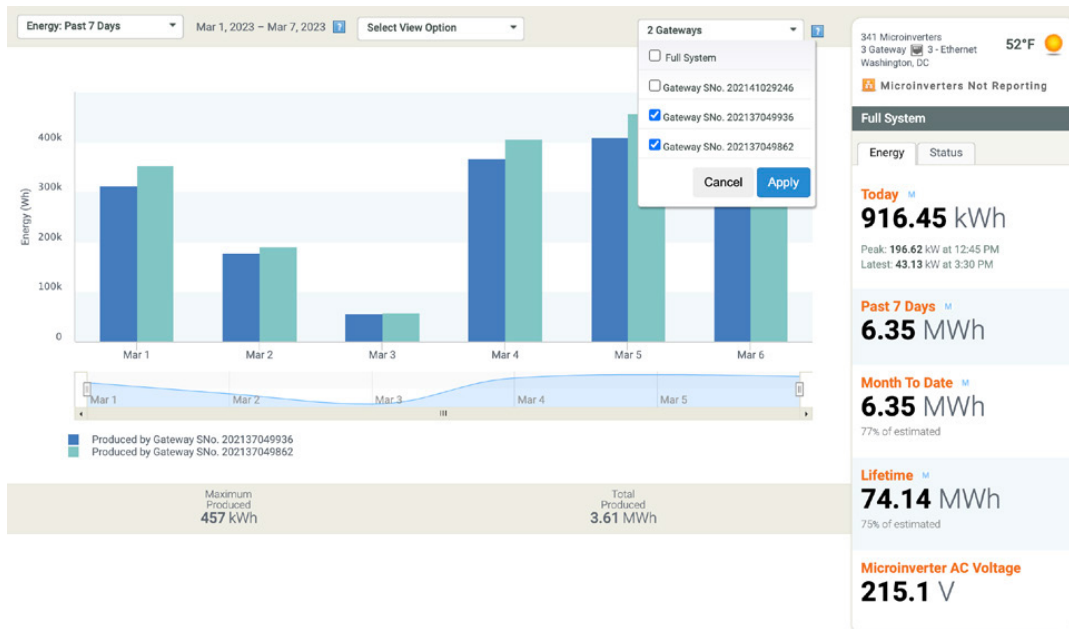 Energy: Past 7 Days
Mar 1, 2023 – Mar 7, 2023
?
Select View Option
2 Gateways
?
Full System
Gateway SNo. 202141029246
Gateway SNo. 202137049936
Gateway SNo. 202137049862
Cancel
Apply
Energy (Wh)
400k
300k
200k
100k
0
Mar 1
Mar 2
Mar 3
Mar 4
Mar 5
Mar 6
Mar 1
Mar 2
Mar 3
Mar 4
Mar 5
Produced by Gateway SNo. 202137049936
Produced by Gateway SNo. 202137049862
Maximum
Produced
457 kWh
Total
Produced
3.61 MWh
341 Microinverters
3 Gateway 3 - Ethernet
Washington, DC
52°F
Microinverters Not Reporting
Full System
Energy
Status
Today M
916.45 kWh
Peak: 196.62 kW at 12:45 PM
Latest: 43.13 kW at 3:30 PM
Past 7 Days M
6.35 MWh
Month To Date M
6.35 MWh
77% of estimated
Lifetime M
74.14 MWh
75% of estimated
Microinverter AC Voltage
215.1 V